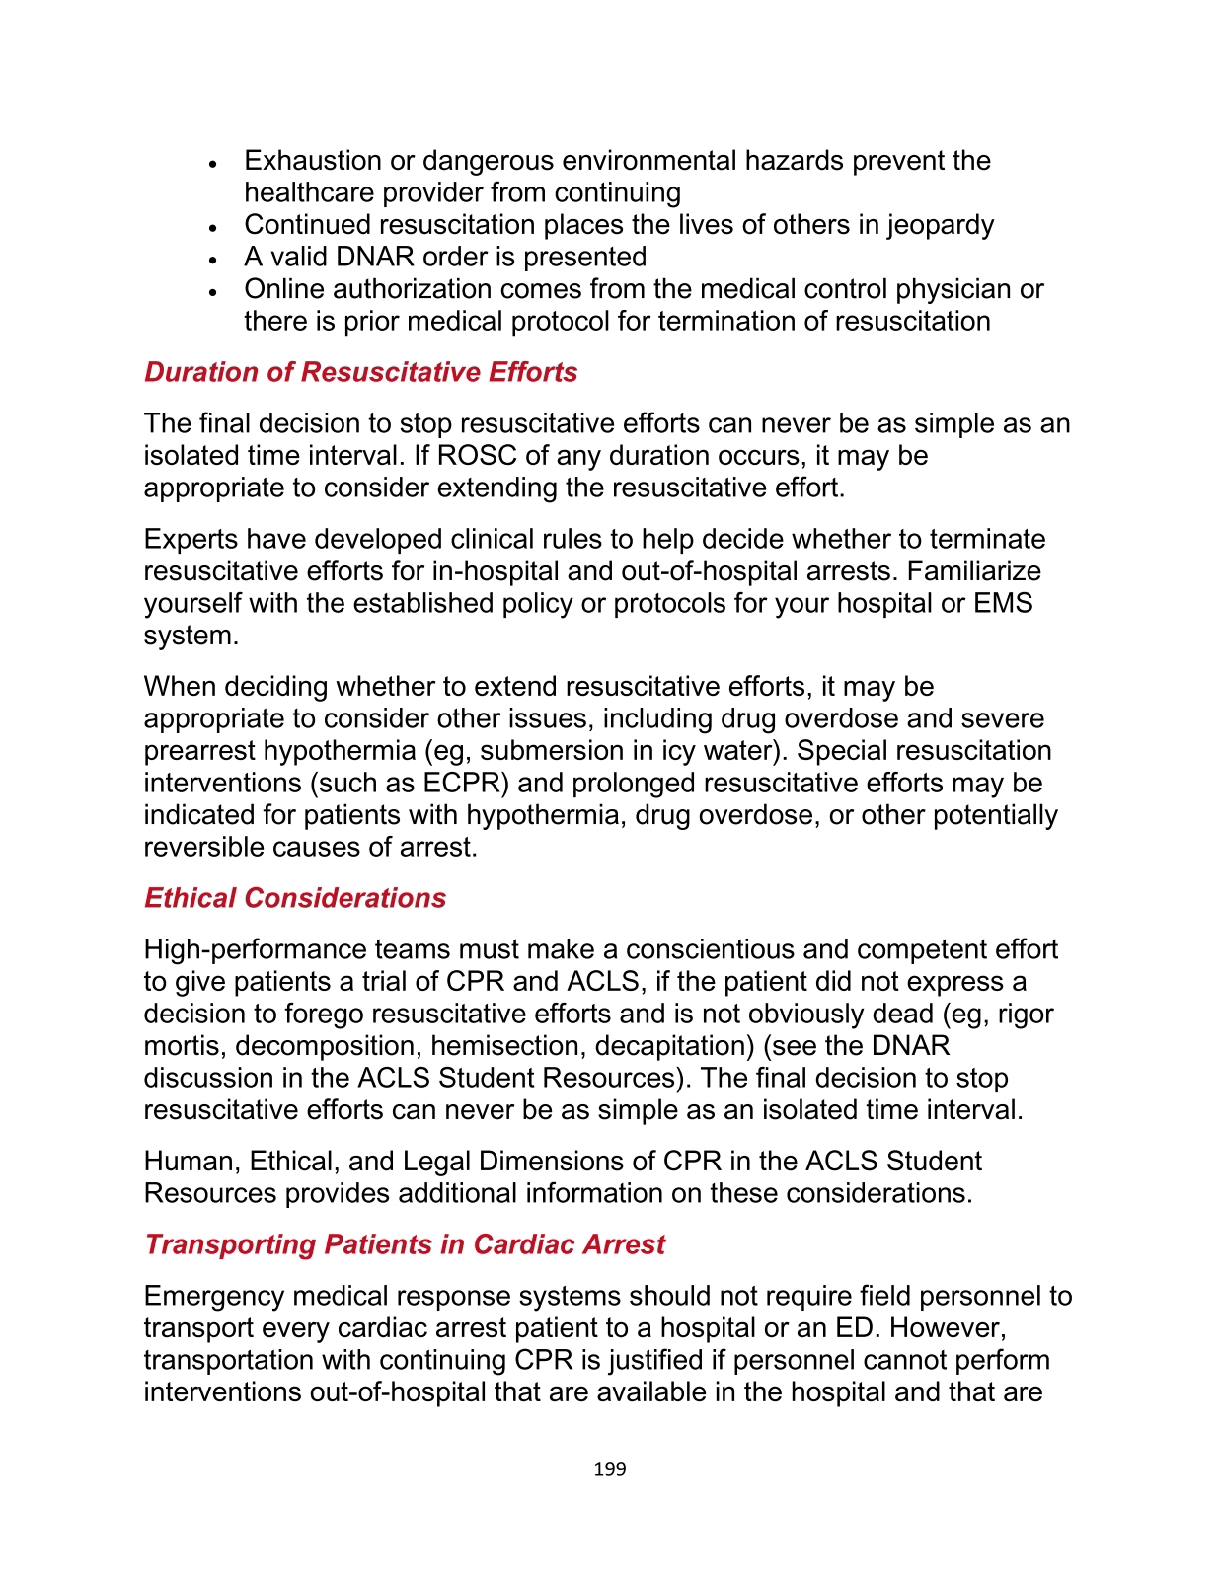 • Exhaustion or dangerous environmental hazards prevent the
healthcare provider from continuing
• Continued resuscitation places the lives of others in jeopardy
• A valid DNAR order is presented
• Online authorization comes from the medical control physician or
there is prior medical protocol for termination of resuscitation
Duration of Resuscitative Efforts
The final decision to stop resuscitative efforts can never be as simple as an
isolated time interval. If ROSC of any duration occurs, it may be
appropriate to consider extending the resuscitative effort.
Experts have developed clinical rules to help decide whether to terminate
resuscitative efforts for in-hospital and out-of-hospital arrests. Familiarize
yourself with the established policy or protocols for your hospital or EMS
system.
When deciding whether to extend resuscitative efforts, it may be
appropriate to consider other issues, including drug overdose and severe
prearrest hypothermia (eg, submersion in icy water). Special resuscitation
interventions (such as ECPR) and prolonged resuscitative efforts may be
indicated for patients with hypothermia, drug overdose, or other potentially
reversible causes of arrest.
Ethical Considerations
High-performance teams must make a conscientious and competent effort
to give patients a trial of CPR and ACLS, if the patient did not express a
decision to forego resuscitative efforts and is not obviously dead (eg, rigor
mortis, decomposition, hemisection, decapitation) (see the DNAR
discussion in the ACLS Student Resources). The final decision to stop
resuscitative efforts can never be as simple as an isolated time interval.
Human, Ethical, and Legal Dimensions of CPR in the ACLS Student
Resources provides additional information on these considerations.
Transporting Patients in Cardiac Arrest
Emergency medical response systems should not require field personnel to
transport every cardiac arrest patient to a hospital or an ED. However,
transportation with continuing CPR is justified if personnel cannot perform
interventions out-of-hospital that are available in the hospital and that are
199